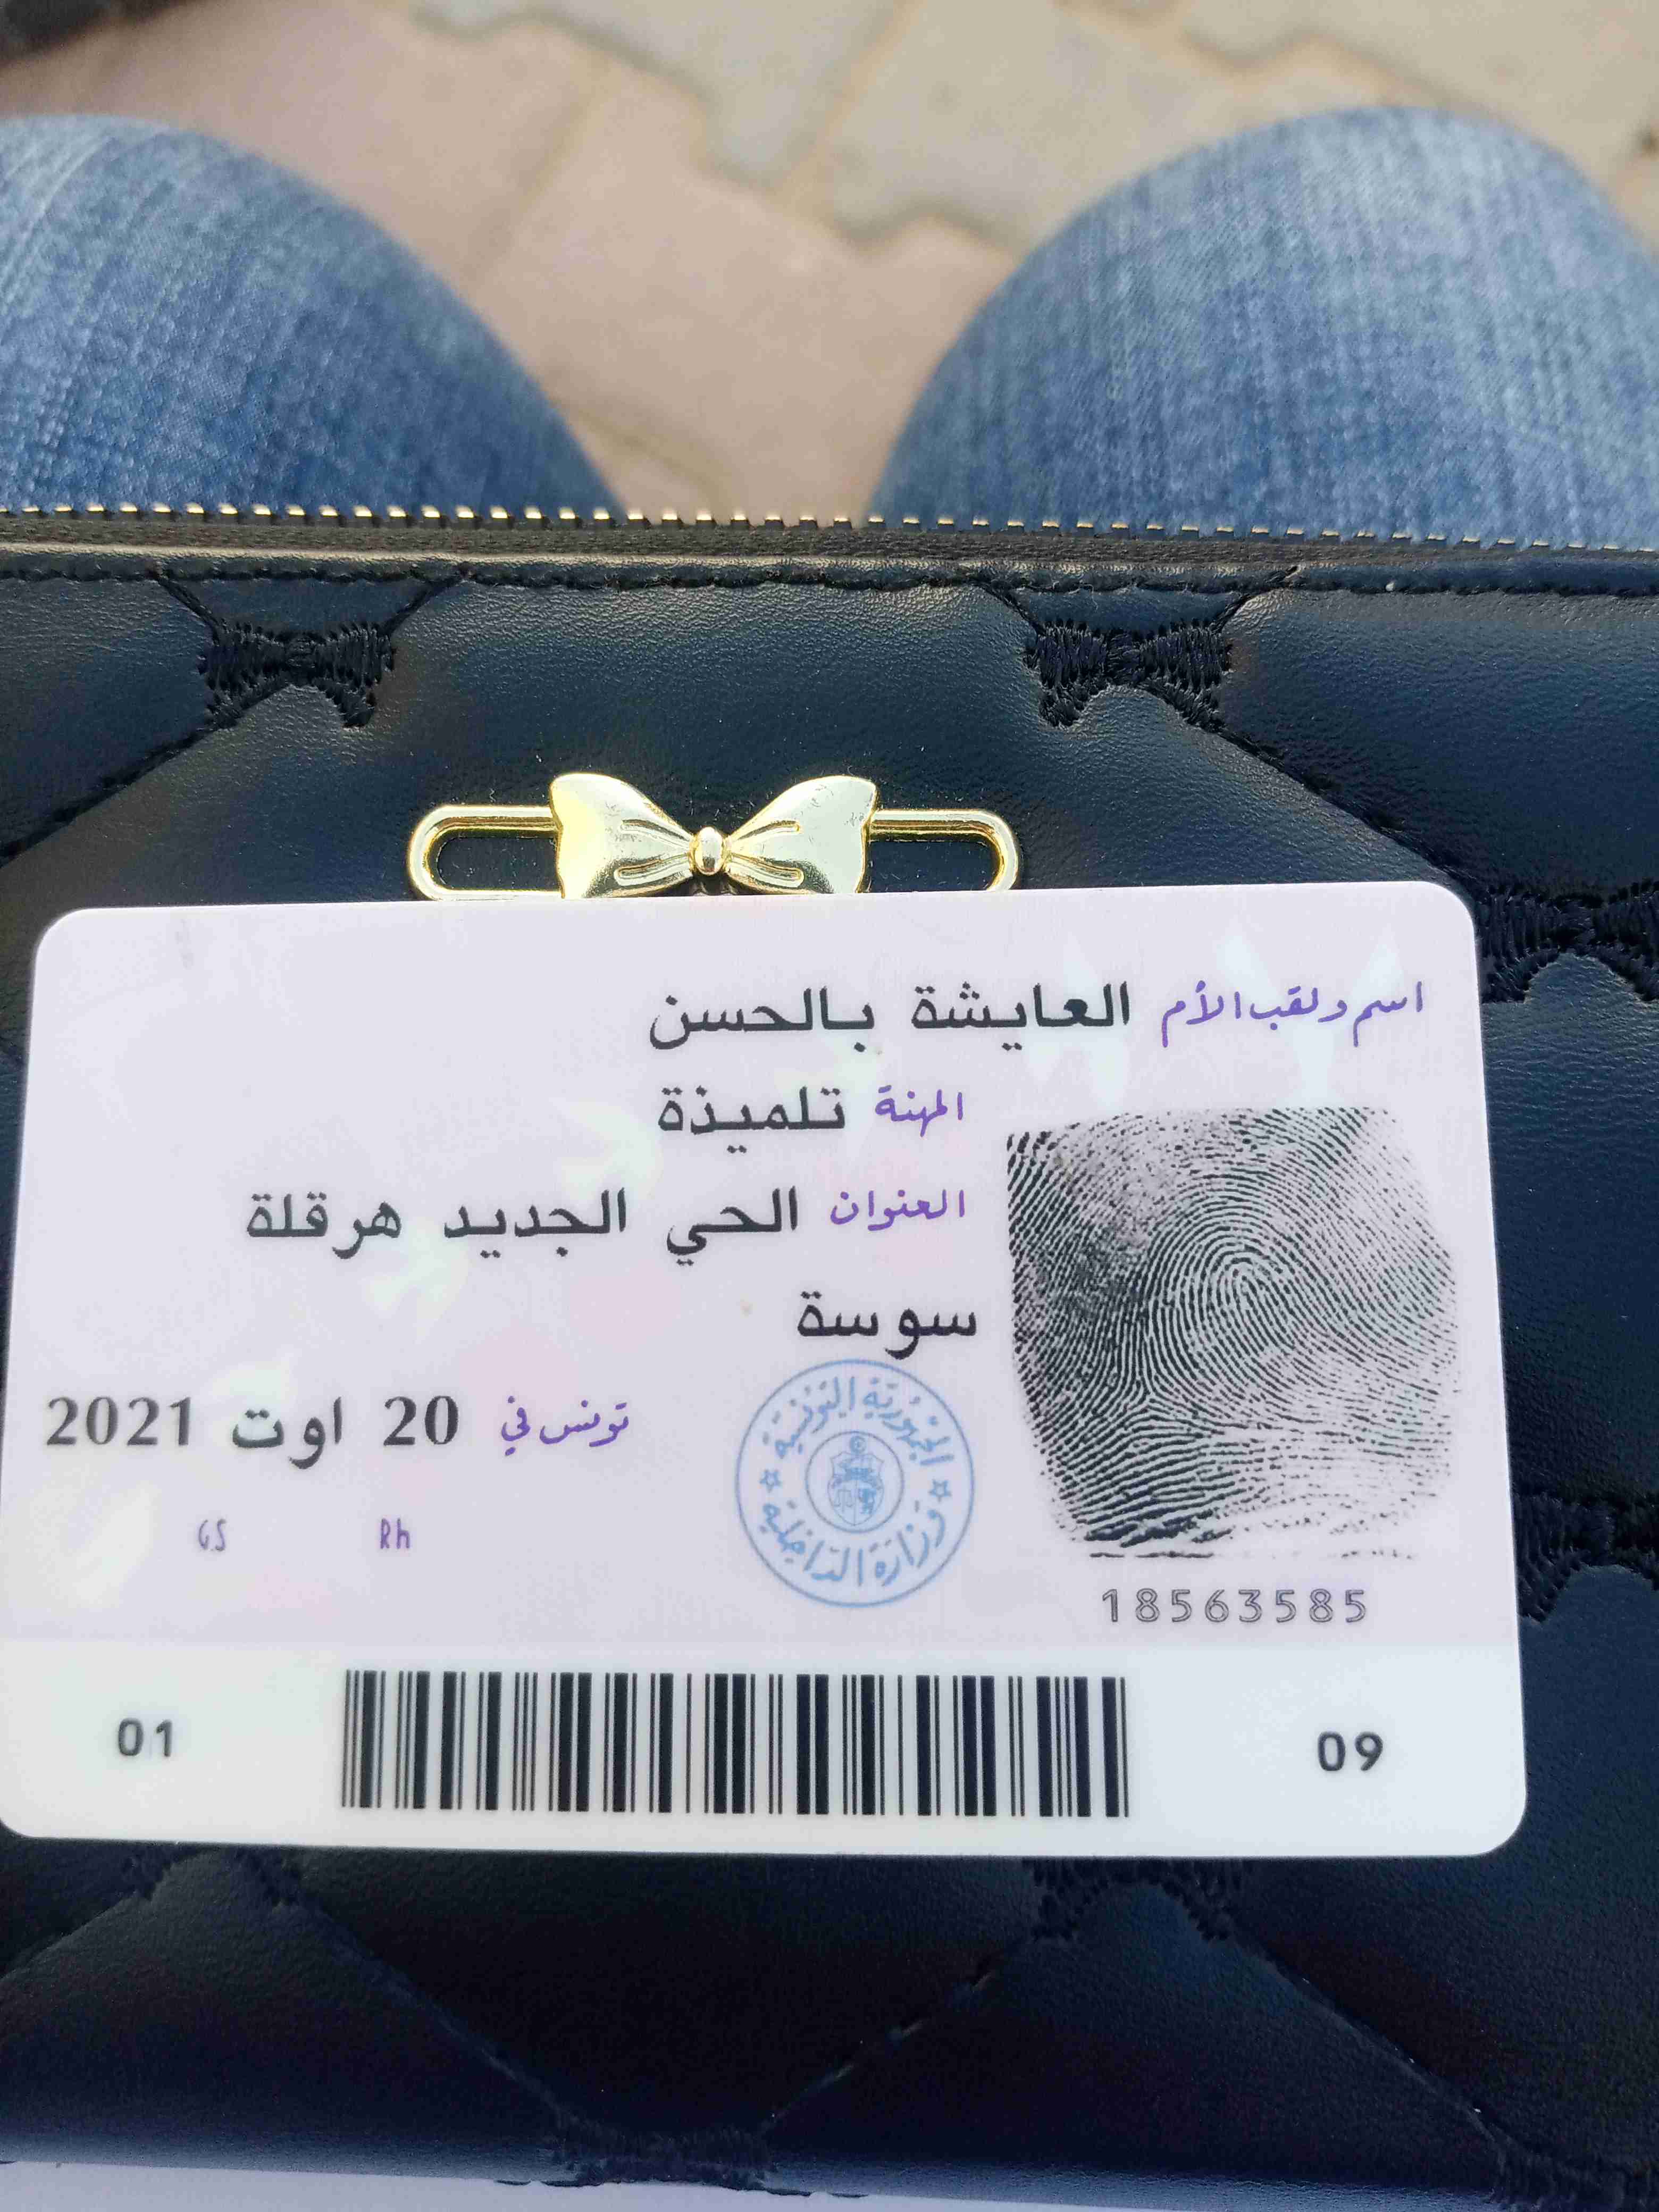 اسم ولقب الأم العايشة بالحسن
المهنة تلميذة
العنوان الحي الجديد هرقلة
سوسة
تونس في 20 اوت 2021
الجمهورية التونسية
وزارة الداخلية
GS Rh
18563585
01 09